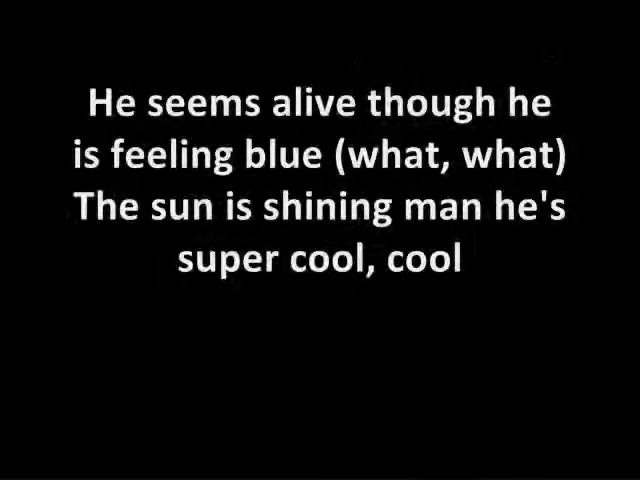 He seems alive though he
is feeling blue (what, what)
The sun is shining man he's
super cool, cool